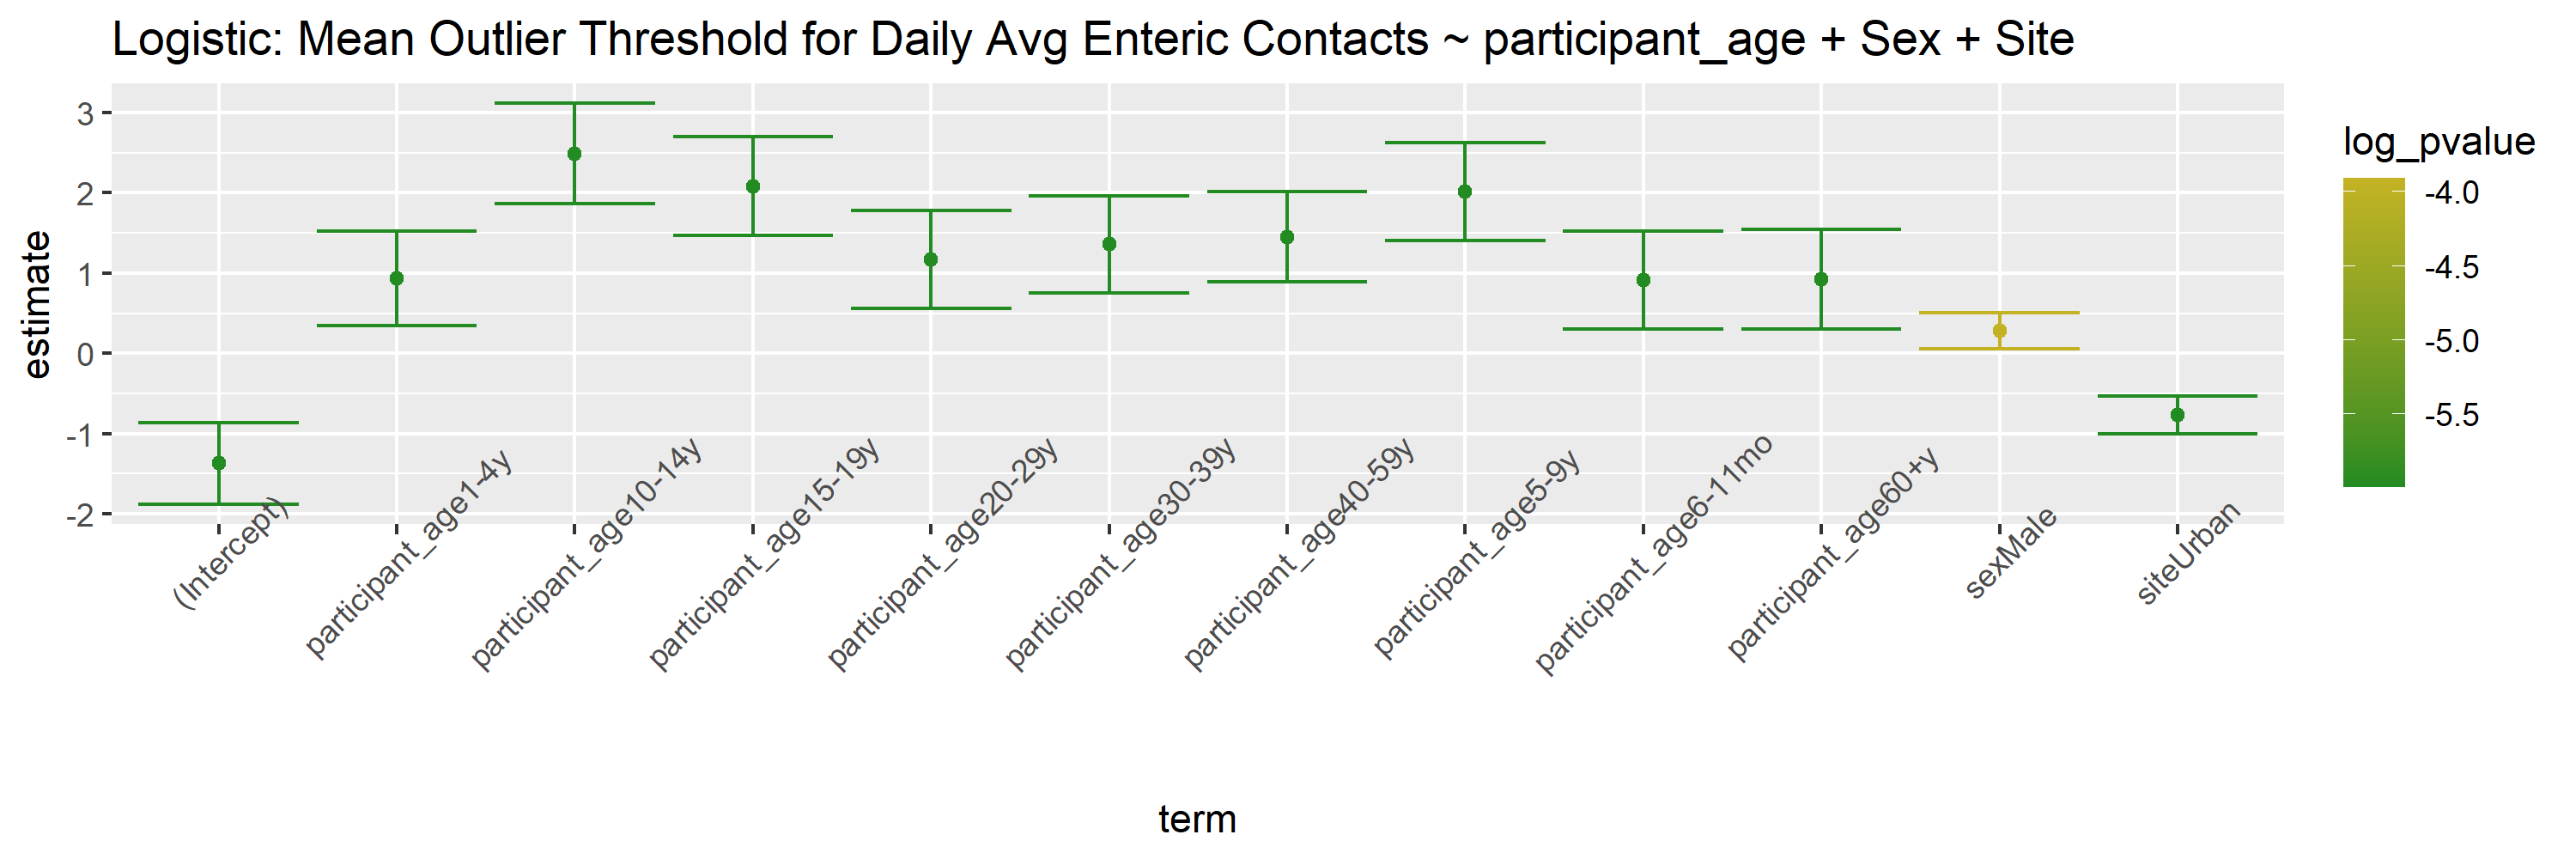 Logistic: Mean Outlier Threshold for Daily Avg Enteric Contacts ~ participant_age + Sex + Site
estimate
3
2
1
0
-1
-2
(Intercept)
participant_age1-4y
participant_age10-14y
participant_age15-19y
participant_age20-29y
participant_age30-39y
participant_age40-59y
participant_age5-9y
participant_age6-11mo
participant_age60+y
sexMale
siteUrban
term
log_pvalue
-4.0
-4.5
-5.0
-5.5